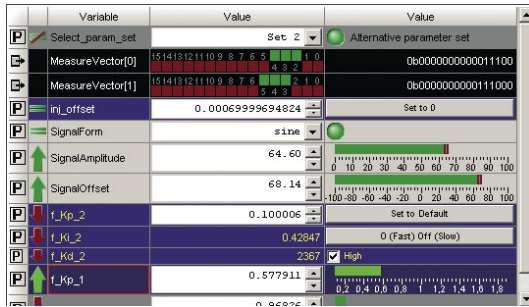 Variable Value Value
P Select_param_set Set 2 Alternative parameter set
MeasureVector[0] 15 14 13 12 11 10 9 8 7 6 5 4 3 2 1 0 0b0000000000011100
MeasureVector[1] 15 14 13 12 11 10 9 8 7 6 5 4 3 2 1 0 0b0000000000111000
P inj_offset 0.00069999694824 Set to 0
P SignalForm sine
P SignalAmplitude 64.60 0 10 20 30 40 50 60 70 80 90 100
P SignalOffset 68.14 -100 -80 -60 -40 -20 0 20 40 60 80 100
P f_Kp_2 0.100006 Set to Default
P f_Ki_2 0.42847 0 (Fast) Off (Slow)
P f_Kd_2 2367 High
P f_Kp_1 0.577911 0,2 0,4 0,6 0,8 1 1,2 1,4 1,6 1,8